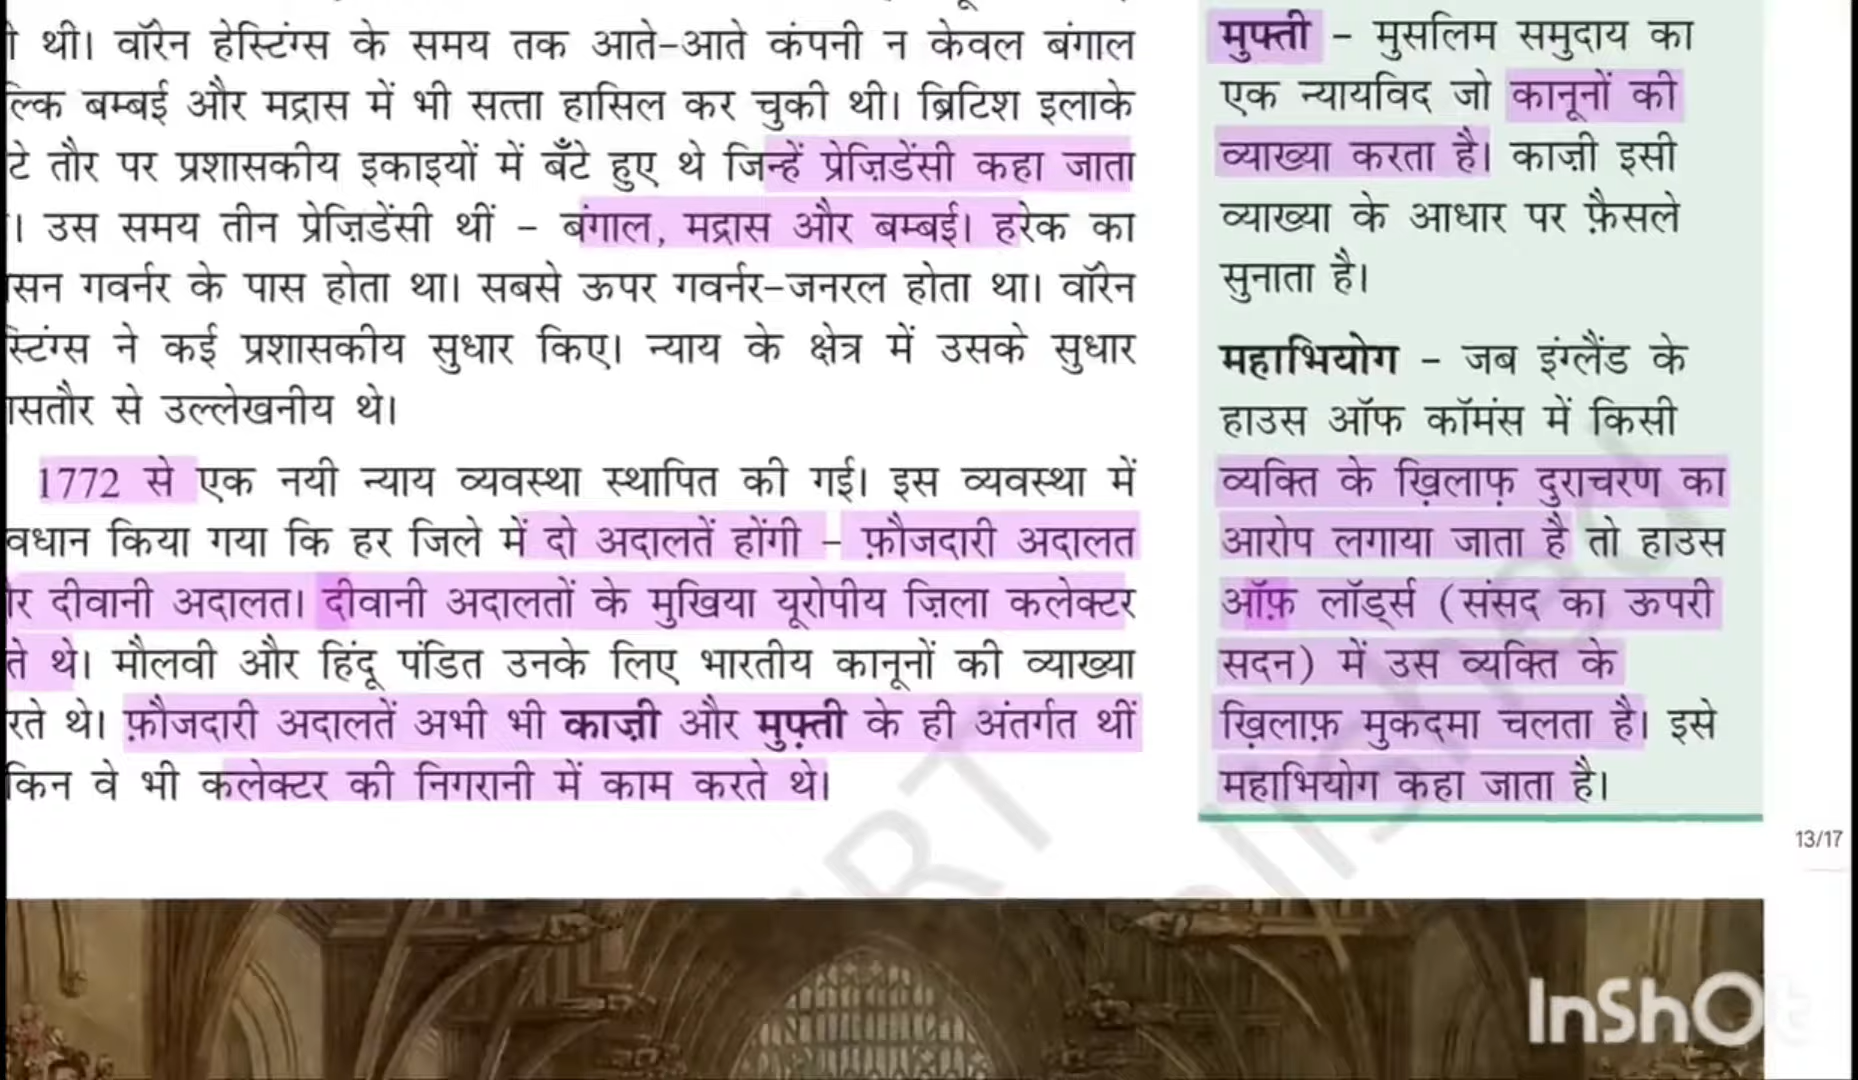 थी। वॉरेन हेस्टिंग्स के समय तक आते-आते कंपनी न केवल बंगाल
ल्कि बम्बई और मद्रास में भी सत्ता हासिल कर चुकी थी। ब्रिटिश इलाके
टे तौर पर प्रशासकीय इकाइयों में बँटे हुए थे जिन्हें प्रेज़िडेंसी कहा जाता
। उस समय तीन प्रेज़िडेंसी थीं - बंगाल, मद्रास और बम्बई। हरेक का
सन गवर्नर के पास होता था। सबसे ऊपर गवर्नर-जनरल होता था। वॉरेन
स्टिंग्स ने कई प्रशासकीय सुधार किए। न्याय के क्षेत्र में उसके सुधार
सतौर से उल्लेखनीय थे।
1772 से एक नयी न्याय व्यवस्था स्थापित की गई। इस व्यवस्था में
वधान किया गया कि हर जिले में दो अदालतें होंगी - फ़ौजदारी अदालत
र दीवानी अदालत। दीवानी अदालतों के मुखिया यूरोपीय ज़िला कलेक्टर
ते थे। मौलवी और हिंदू पंडित उनके लिए भारतीय कानूनों की व्याख्या
रते थे। फ़ौजदारी अदालतें अभी भी काज़ी और मुफ़्ती के ही अंतर्गत थीं
किन वे भी कलेक्टर की निगरानी में काम करते थे।
मुफ्ती - मुसलिम समुदाय का
एक न्यायविद जो कानूनों की
व्याख्या करता है। काज़ी इसी
व्याख्या के आधार पर फ़ैसले
सुनाता है।
महाभियोग - जब इंग्लैंड के
हाउस ऑफ कॉमंस में किसी
व्यक्ति के ख़िलाफ़ दुराचरण का
आरोप लगाया जाता है तो हाउस
ऑफ़ लॉर्ड्स (संसद का ऊपरी
सदन) में उस व्यक्ति के
ख़िलाफ़ मुकदमा चलता है। इसे
महाभियोग कहा जाता है।
13/17
InShOt